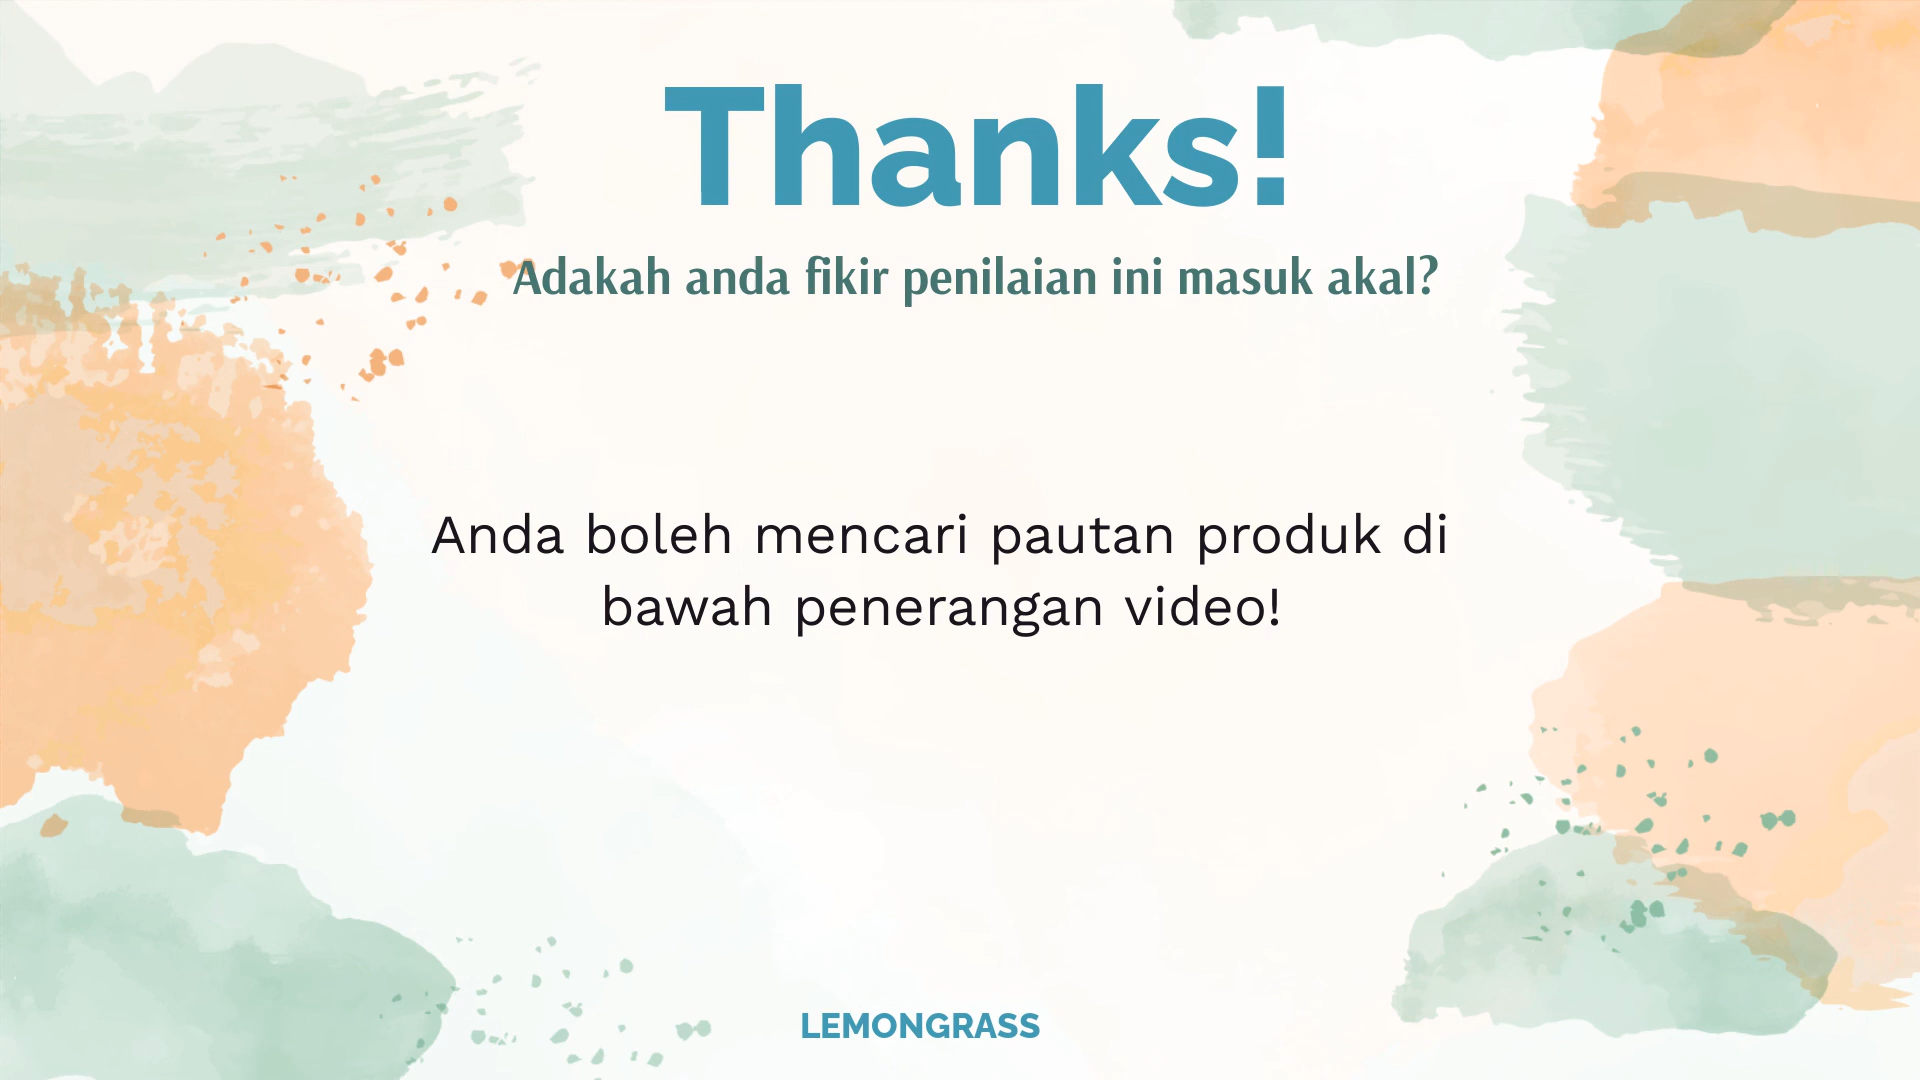 Thanks!
Adakah anda fikir penilaian ini masuk akal?
Anda boleh mencari pautan produk di
bawah penerangan video!
LEMONGRASS